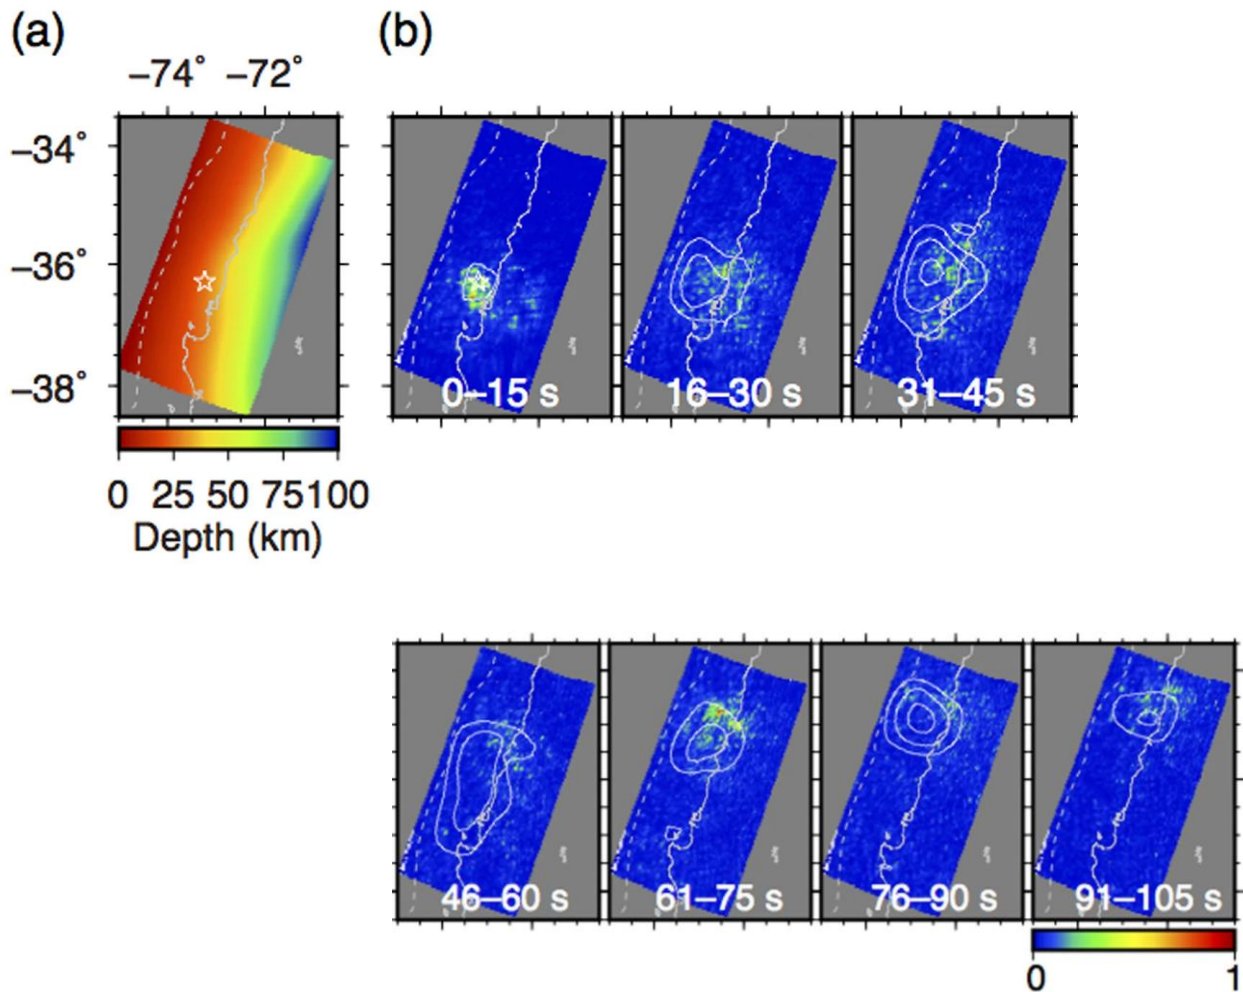 (a)
(b)
−74° −72°
−34°
−36°
−38°
0–15 s
16–30 s
31–45 s
0 25 50 75100
Depth (km)
46–60 s
61–75 s
76–90 s
91–105 s
0 1